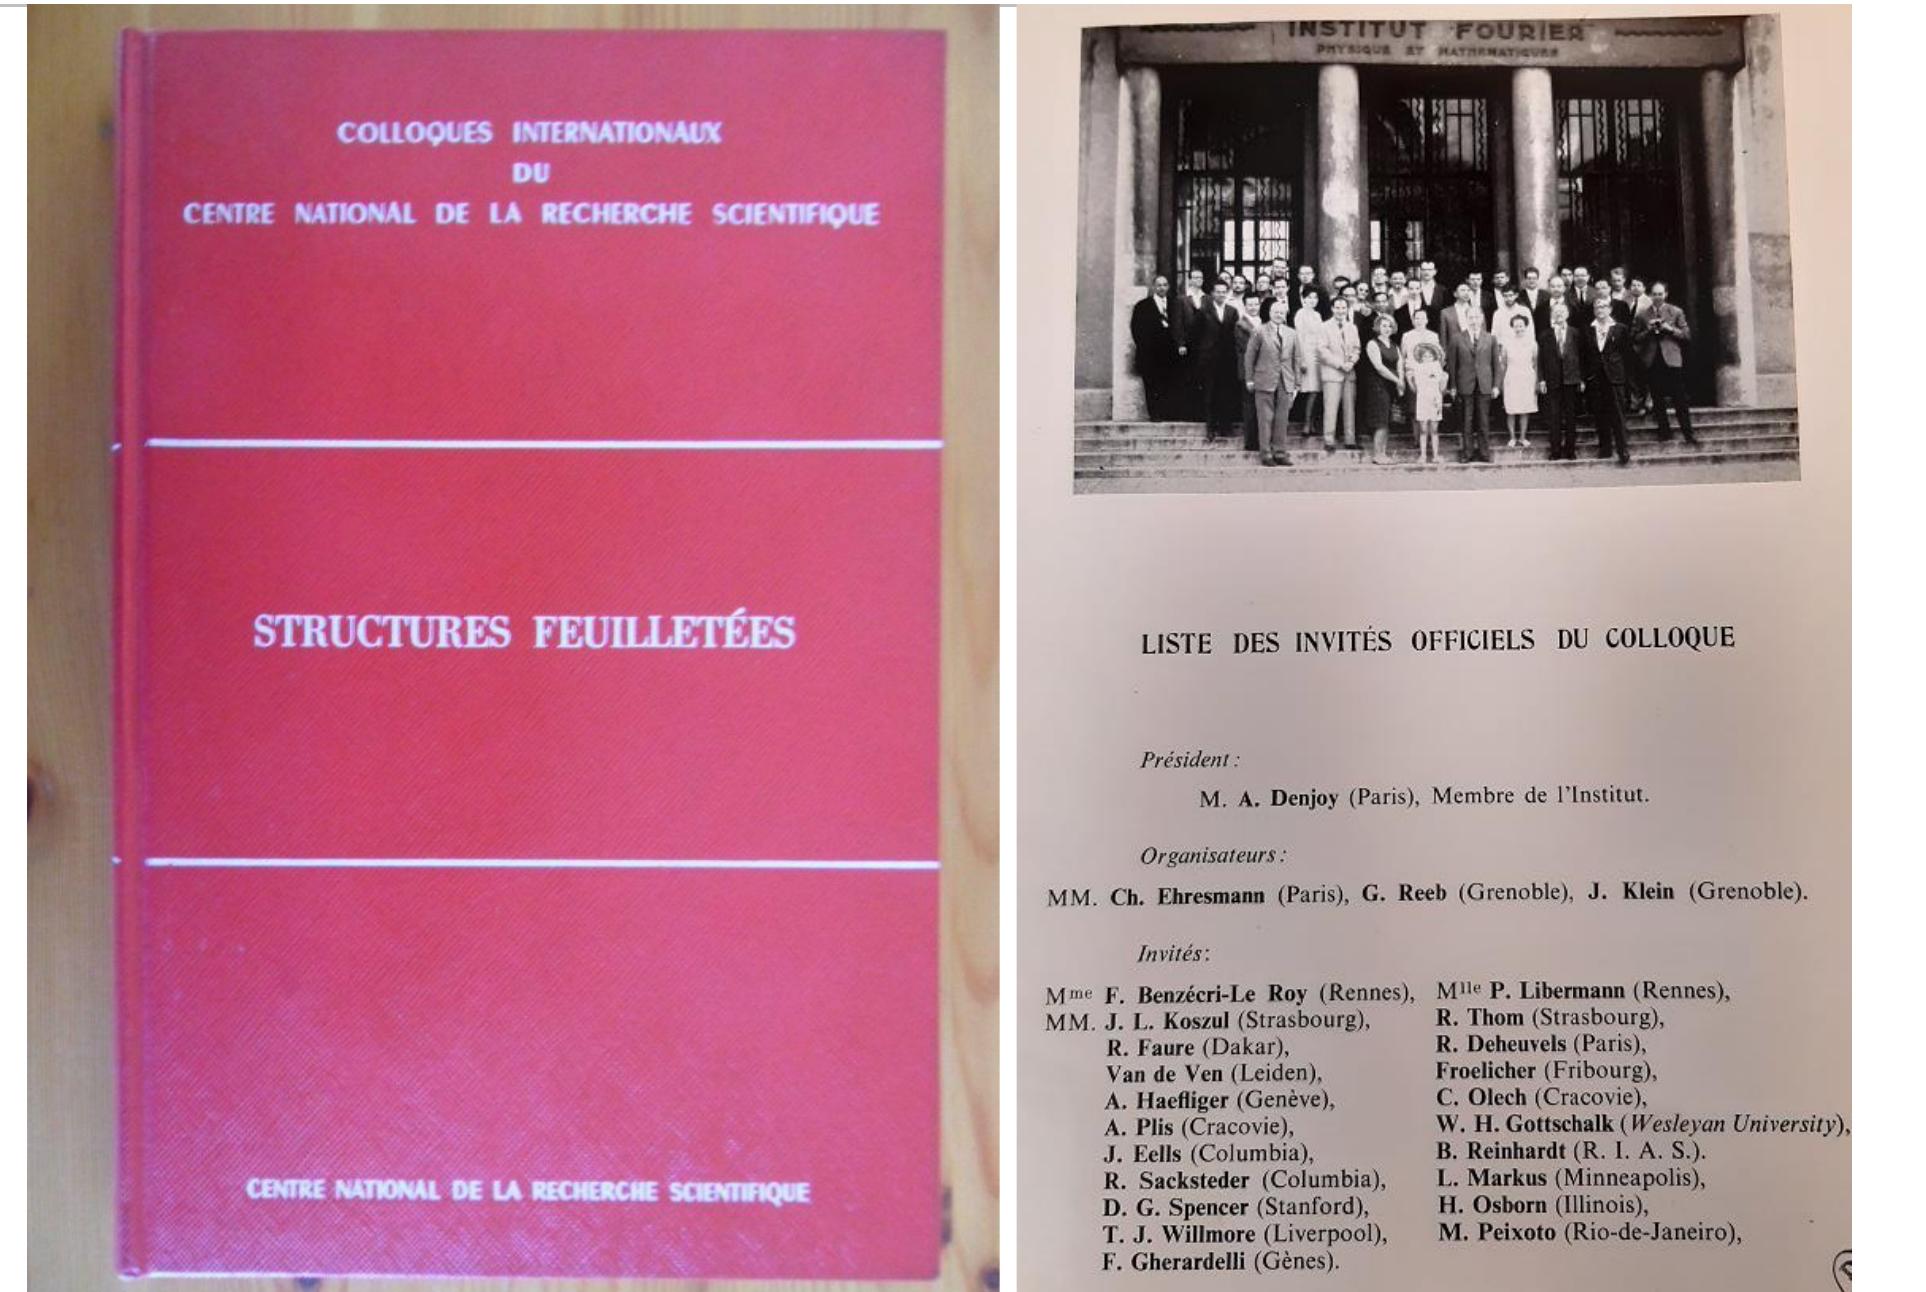 COLLOQUES INTERNATIONAUX
DU
CENTRE NATIONAL DE LA RECHERCHE SCIENTIFIQUE
STRUCTURES FEUILLETÉES
CENTRE NATIONAL DE LA RECHERCHE SCIENTIFIQUE
INSTITUT FOURIER
PHYSIQUE ET MATHEMATIQUES
LISTE DES INVITÉS OFFICIELS DU COLLOQUE
Président :
M. A. Denjoy (Paris), Membre de l'Institut.
Organisateurs :
MM. Ch. Ehresmann (Paris), G. Reeb (Grenoble), J. Klein (Grenoble).
Invités :
Mme F. Benzécri-Le Roy (Rennes), Mlle P. Libermann (Rennes),
MM. J. L. Koszul (Strasbourg), R. Thom (Strasbourg),
R. Faure (Dakar), R. Deheuvels (Paris),
Van de Ven (Leiden), Froelicher (Fribourg),
A. Haefliger (Genève), C. Olech (Cracovie),
A. Plis (Cracovie), W. H. Gottschalk (Wesleyan University),
J. Eells (Columbia), B. Reinhardt (R. I. A. S.).
R. Sacksteder (Columbia), L. Markus (Minneapolis),
D. G. Spencer (Stanford), H. Osborn (Illinois),
T. J. Willmore (Liverpool), M. Peixoto (Rio-de-Janeiro),
F. Gherardelli (Gènes).